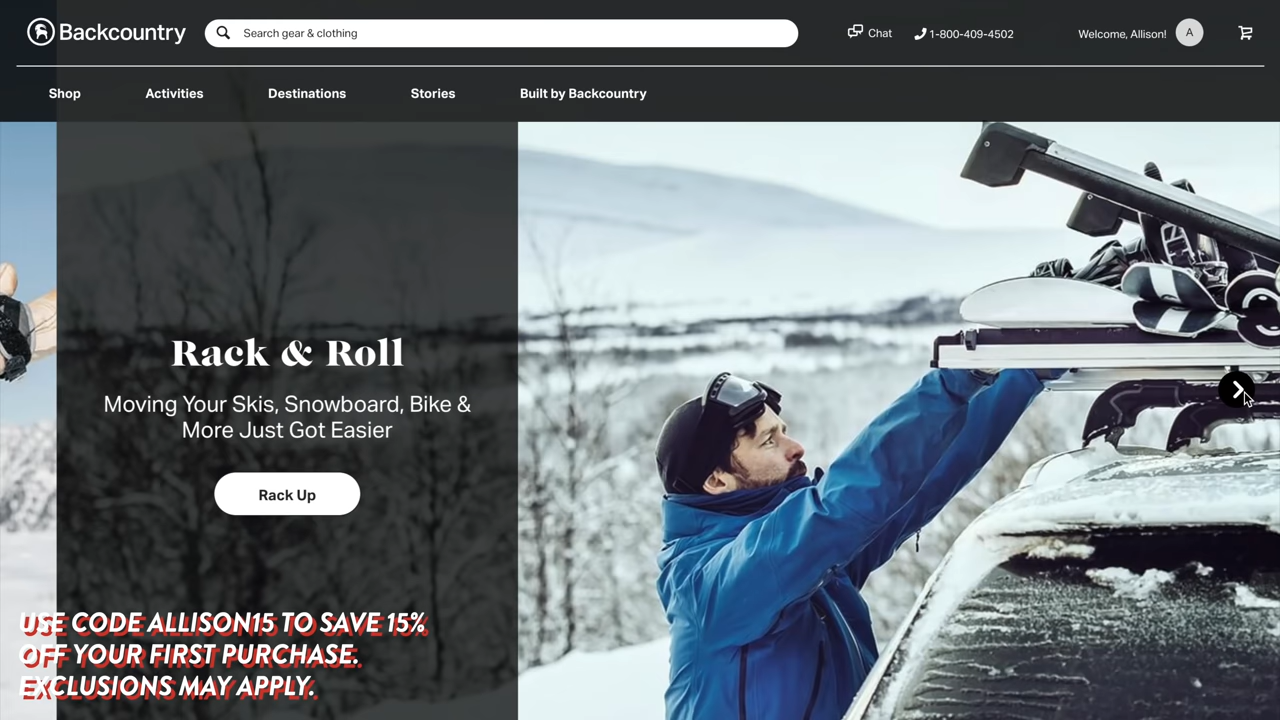 Backcountry
Search gear & clothing
Chat
1-800-409-4502
Welcome, Allison!
A
Shop
Activities
Destinations
Stories
Built by Backcountry
Rack & Roll
Moving Your Skis, Snowboard, Bike &
More Just Got Easier
Rack Up
USE CODE ALLISON15 TO SAVE 15%
OFF YOUR FIRST PURCHASE.
EXCLUSIONS MAY APPLY.